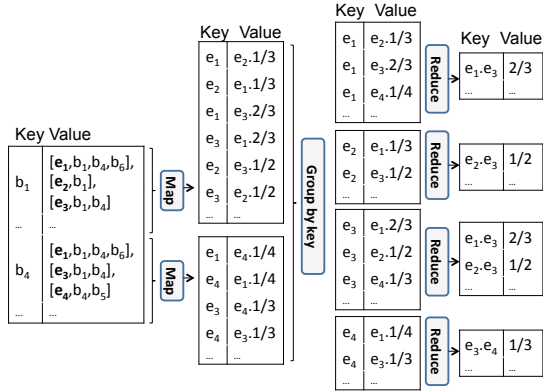 Key Value
b1
[e1,b1,b4,b6],
[e2,b1],
[e3,b1,b4]
... ...
b4
[e1,b1,b4,b6],
[e3,b1,b4],
[e4,b4,b5]
... ...
Map
Map
Key Value
e1 e2.1/3
e2 e1.1/3
e1 e3.2/3
e3 e1.2/3
e2 e3.1/2
e3 e2.1/2
... ...
e1 e4.1/4
e4 e1.1/4
e3 e4.1/3
e4 e3.1/3
... ...
Group by key
Key Value
e1 e2.1/3
e1 e3.2/3
e1 e4.1/4
... ...
e2 e1.1/3
e2 e3.1/2
... ...
e3 e1.2/3
e3 e2.1/2
e3 e4.1/3
... ...
e4 e1.1/4
e4 e3.1/3
... ...
Reduce
Reduce
Reduce
Reduce
Key Value
e1.e3 2/3
... ...
e2.e3 1/2
... ...
e1.e3 2/3
e2.e3 1/2
... ...
e3.e4 1/3
... ...